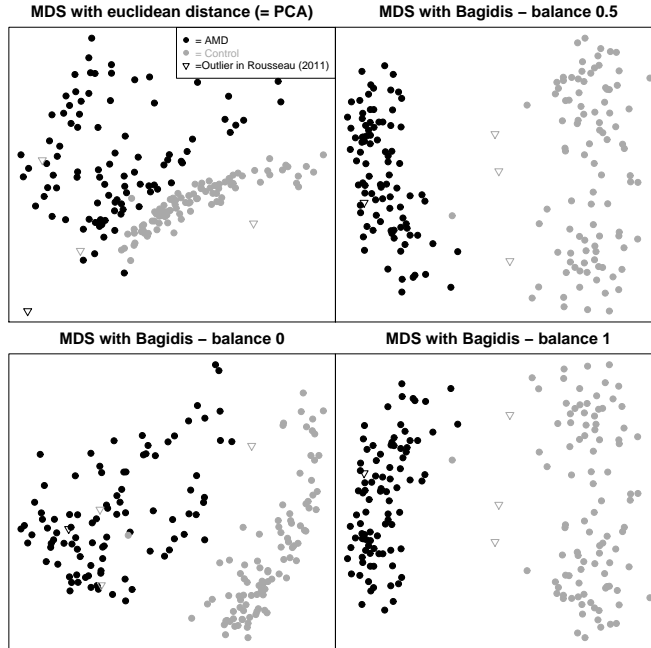 MDS with euclidean distance (= PCA)
MDS with Bagidis − balance 0.5
= AMD
= Control
=Outlier in Rousseau (2011)
MDS with Bagidis − balance 0
MDS with Bagidis − balance 1